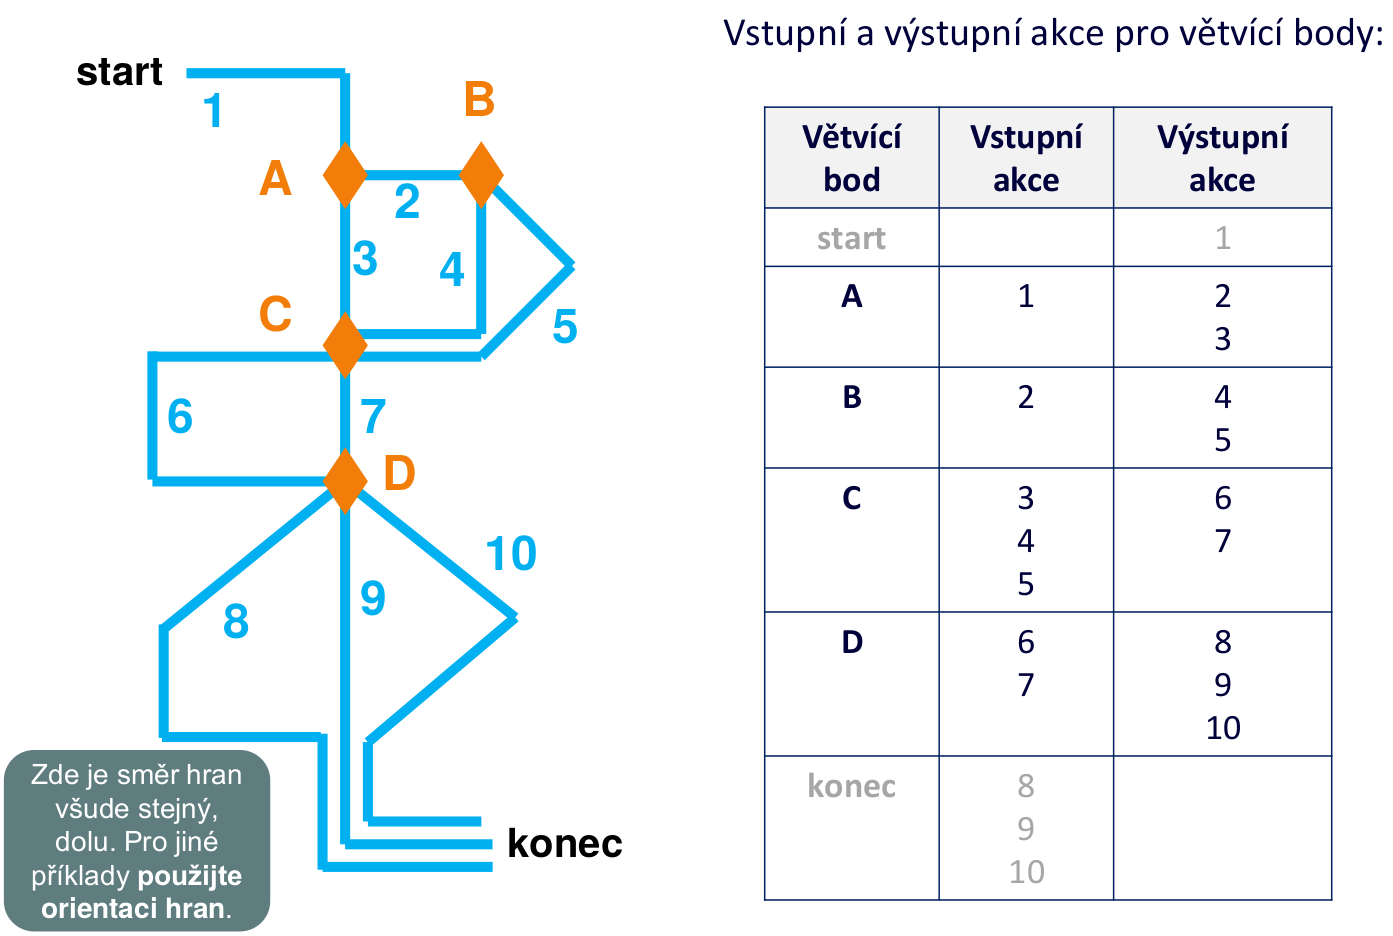 Vstupní a výstupní akce pro větvící body:
start
1
A
B
2
3
4
C
5
6
7
D
10
8
9
konec
Zde je směr hran
všude stejný,
dolu. Pro jiné
příklady použijte
orientaci hran.
Větvící bod Vstupní akce Výstupní akce
start 1
A 1 2
3
B 2 4
5
C 3 6
4 7
5
D 6 8
7 9
10
konec 8
9
10